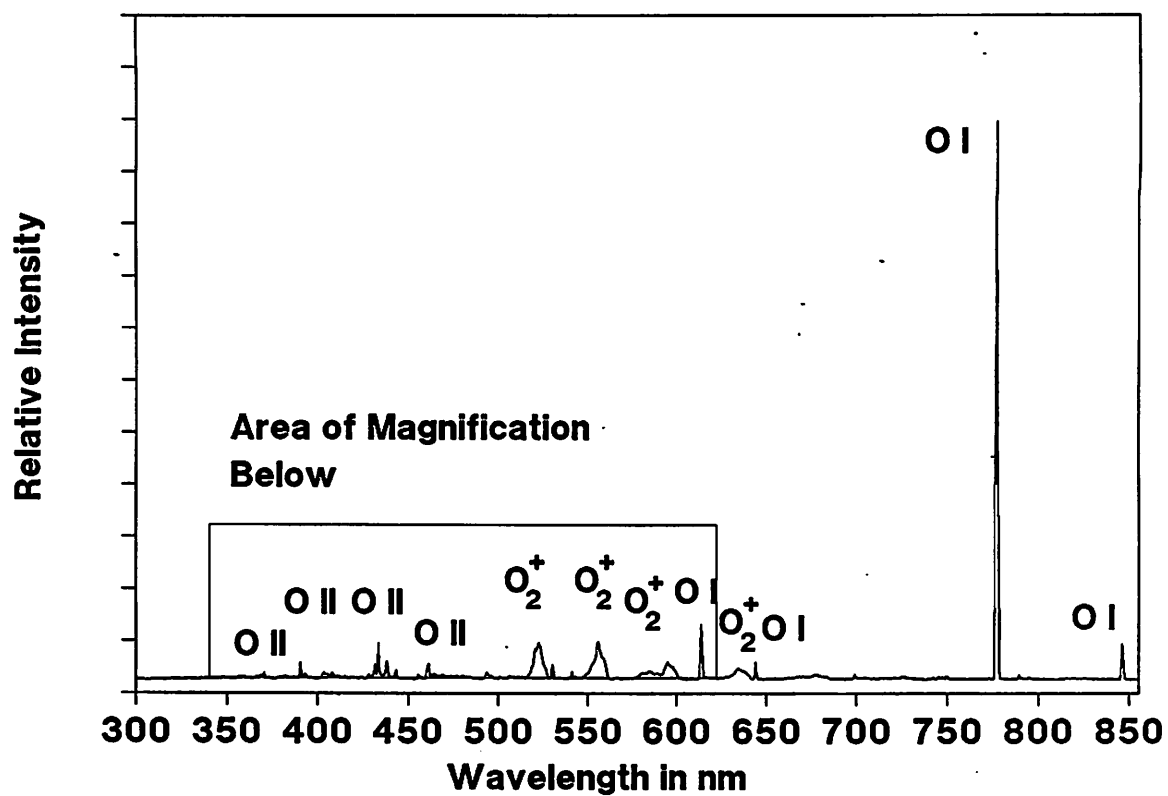 O I
Relative Intensity
Area of Magnification
Below
O II
O II
O II
O II
O₂⁺
O₂⁺
O₂⁺
O I
O₂⁺
O I
O I
300 350 400 450 500 550 600 650 700 750 800 850
Wavelength in nm